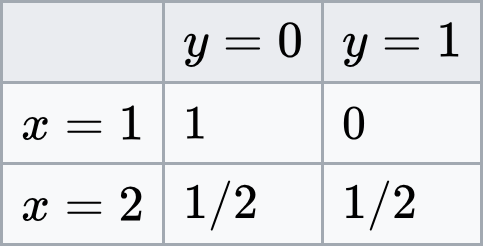 y = 0 y = 1
x = 1 1 0
x = 2 1/2 1/2